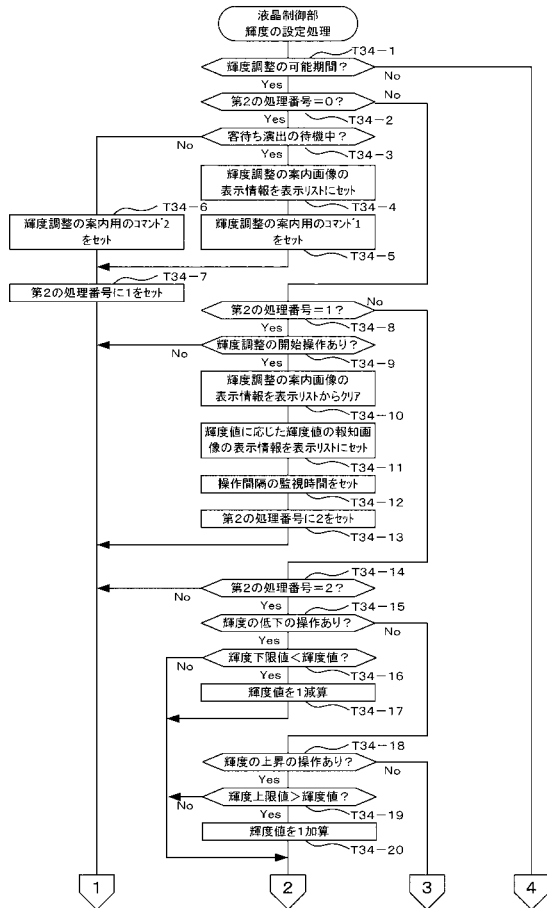 液晶制御部
輝度の設定処理
T34-1
輝度調整の可能期間?
No
Yes
第2の処理番号=0?
No
Yes
T34-2
客待ち演出の待機中?
No
Yes
T34-3
輝度調整の案内画像の
表示情報を表示リストにセット
T34-4
T34-6
輝度調整の案内用のコマンド2
をセット
輝度調整の案内用のコマンド1
をセット
T34-5
T34-7
第2の処理番号に1をセット
第2の処理番号=1?
No
Yes
T34-8
輝度調整の開始操作あり?
No
Yes
T34-9
輝度調整の案内画像の
表示情報を表示リストからクリア
T34-10
輝度値に応じた輝度値の報知画
像の表示情報を表示リストにセット
T34-11
操作間隔の監視時間をセット
T34-12
第2の処理番号に2をセット
T34-13
T34-14
第2の処理番号=2?
No
Yes
T34-15
輝度の低下の操作あり?
No
Yes
輝度下限値<輝度値?
No
Yes
T34-16
輝度値を1減算
T34-17
T34-18
輝度の上昇の操作あり?
No
Yes
輝度上限値>輝度値?
No
Yes
T34-19
輝度値を1加算
T34-20
1
2
3
4